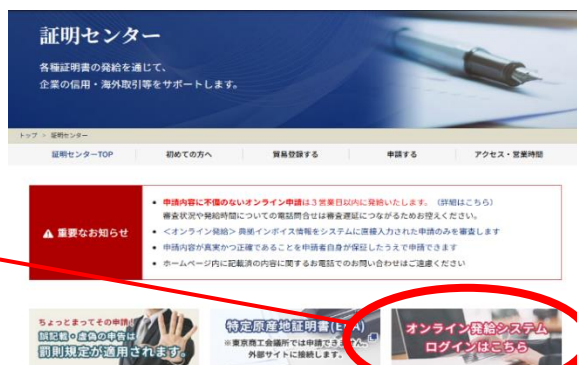 証明センター
各種証明書の発給を通じて、
企業の信用・海外取引等をサポートします。
トップ > 証明センター
証明センターTOP 初めての方へ 貿易登録する 申請する アクセス・営業時間
重要なお知らせ
• 申請内容に不備のないオンライン申請は3営業日以内に発給いたします。（詳細はこちら）
審査状況や発給時間についての電話問合せは審査遅延につながるためお控えください。
• ＜オンライン発給＞典拠インボイス情報をシステムに直接入力された申請のみを審査します
• 申請内容が真実かつ正確であることを申請者自身が保証したうえで申請できます
• ホームページ内に記載済の内容に関するお電話でのお問い合わせはご遠慮ください
ちょっとまってその申請!
誤記載・虚偽の申告は
罰則規定が適用されます。
特定原産地証明書(EPA)
※東京商工会議所では申請できません。
外部サイトに接続します。
オンライン発給システム
ログインはこちら